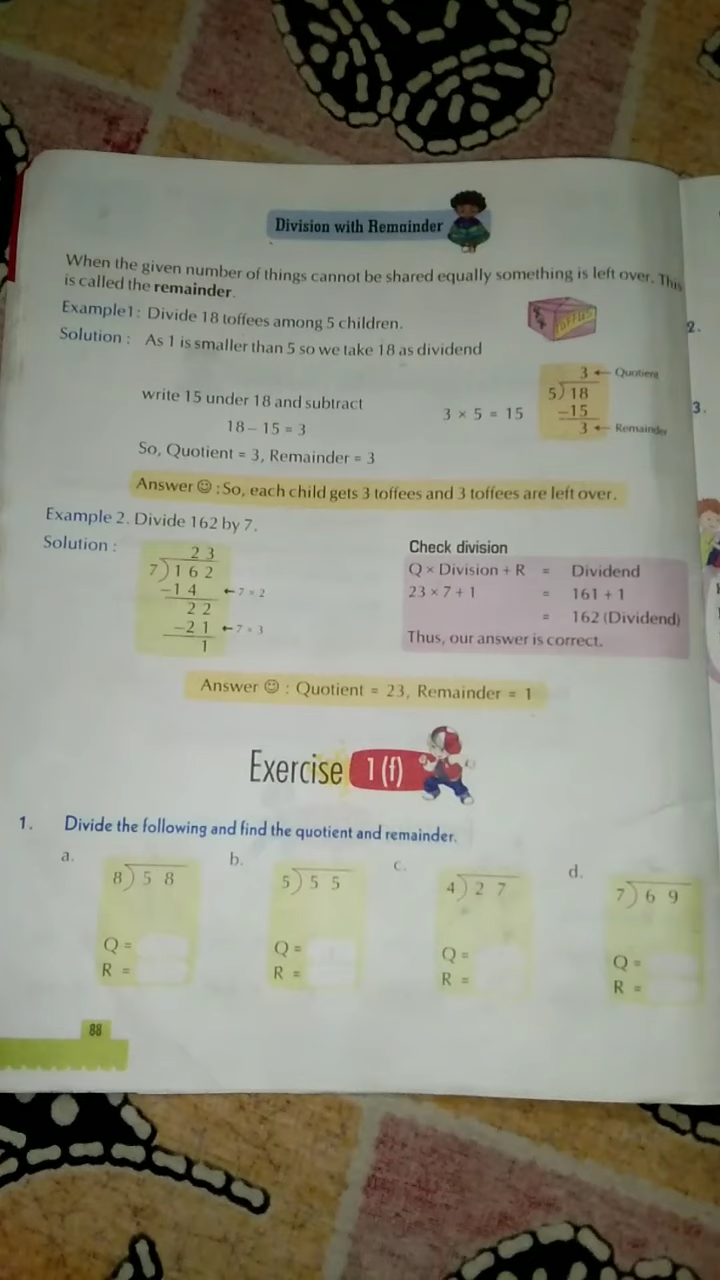 Division with Remainder
When the given number of things cannot be shared equally something is left over. This
is called the remainder.
Example1: Divide 18 toffees among 5 children.
Solution : As 1 is smaller than 5 so we take 18 as dividend
TOFFEES
3 ← Quotient
5)18
write 15 under 18 and subtract
3 × 5 = 15
−15
18 – 15 = 3
3 ← Remainder
So, Quotient = 3, Remainder = 3
Answer ☺ : So, each child gets 3 toffees and 3 toffees are left over.
Example 2. Divide 162 by 7.
Solution :
2 3
7)1 6 2
−1 4 ←7 × 2
2 2
−2 1 ←7 × 3
1
Check division
Q × Division + R = Dividend
23 × 7 + 1 = 161 + 1
= 162 (Dividend)
Thus, our answer is correct.
Answer ☺ : Quotient = 23, Remainder = 1
Exercise 1(f)
1. Divide the following and find the quotient and remainder.
a. 8)5 8
Q =
R =
b. 5)5 5
Q =
R =
c. 4)2 7
Q =
R =
d. 7)6 9
Q =
R =
88
2.
3.